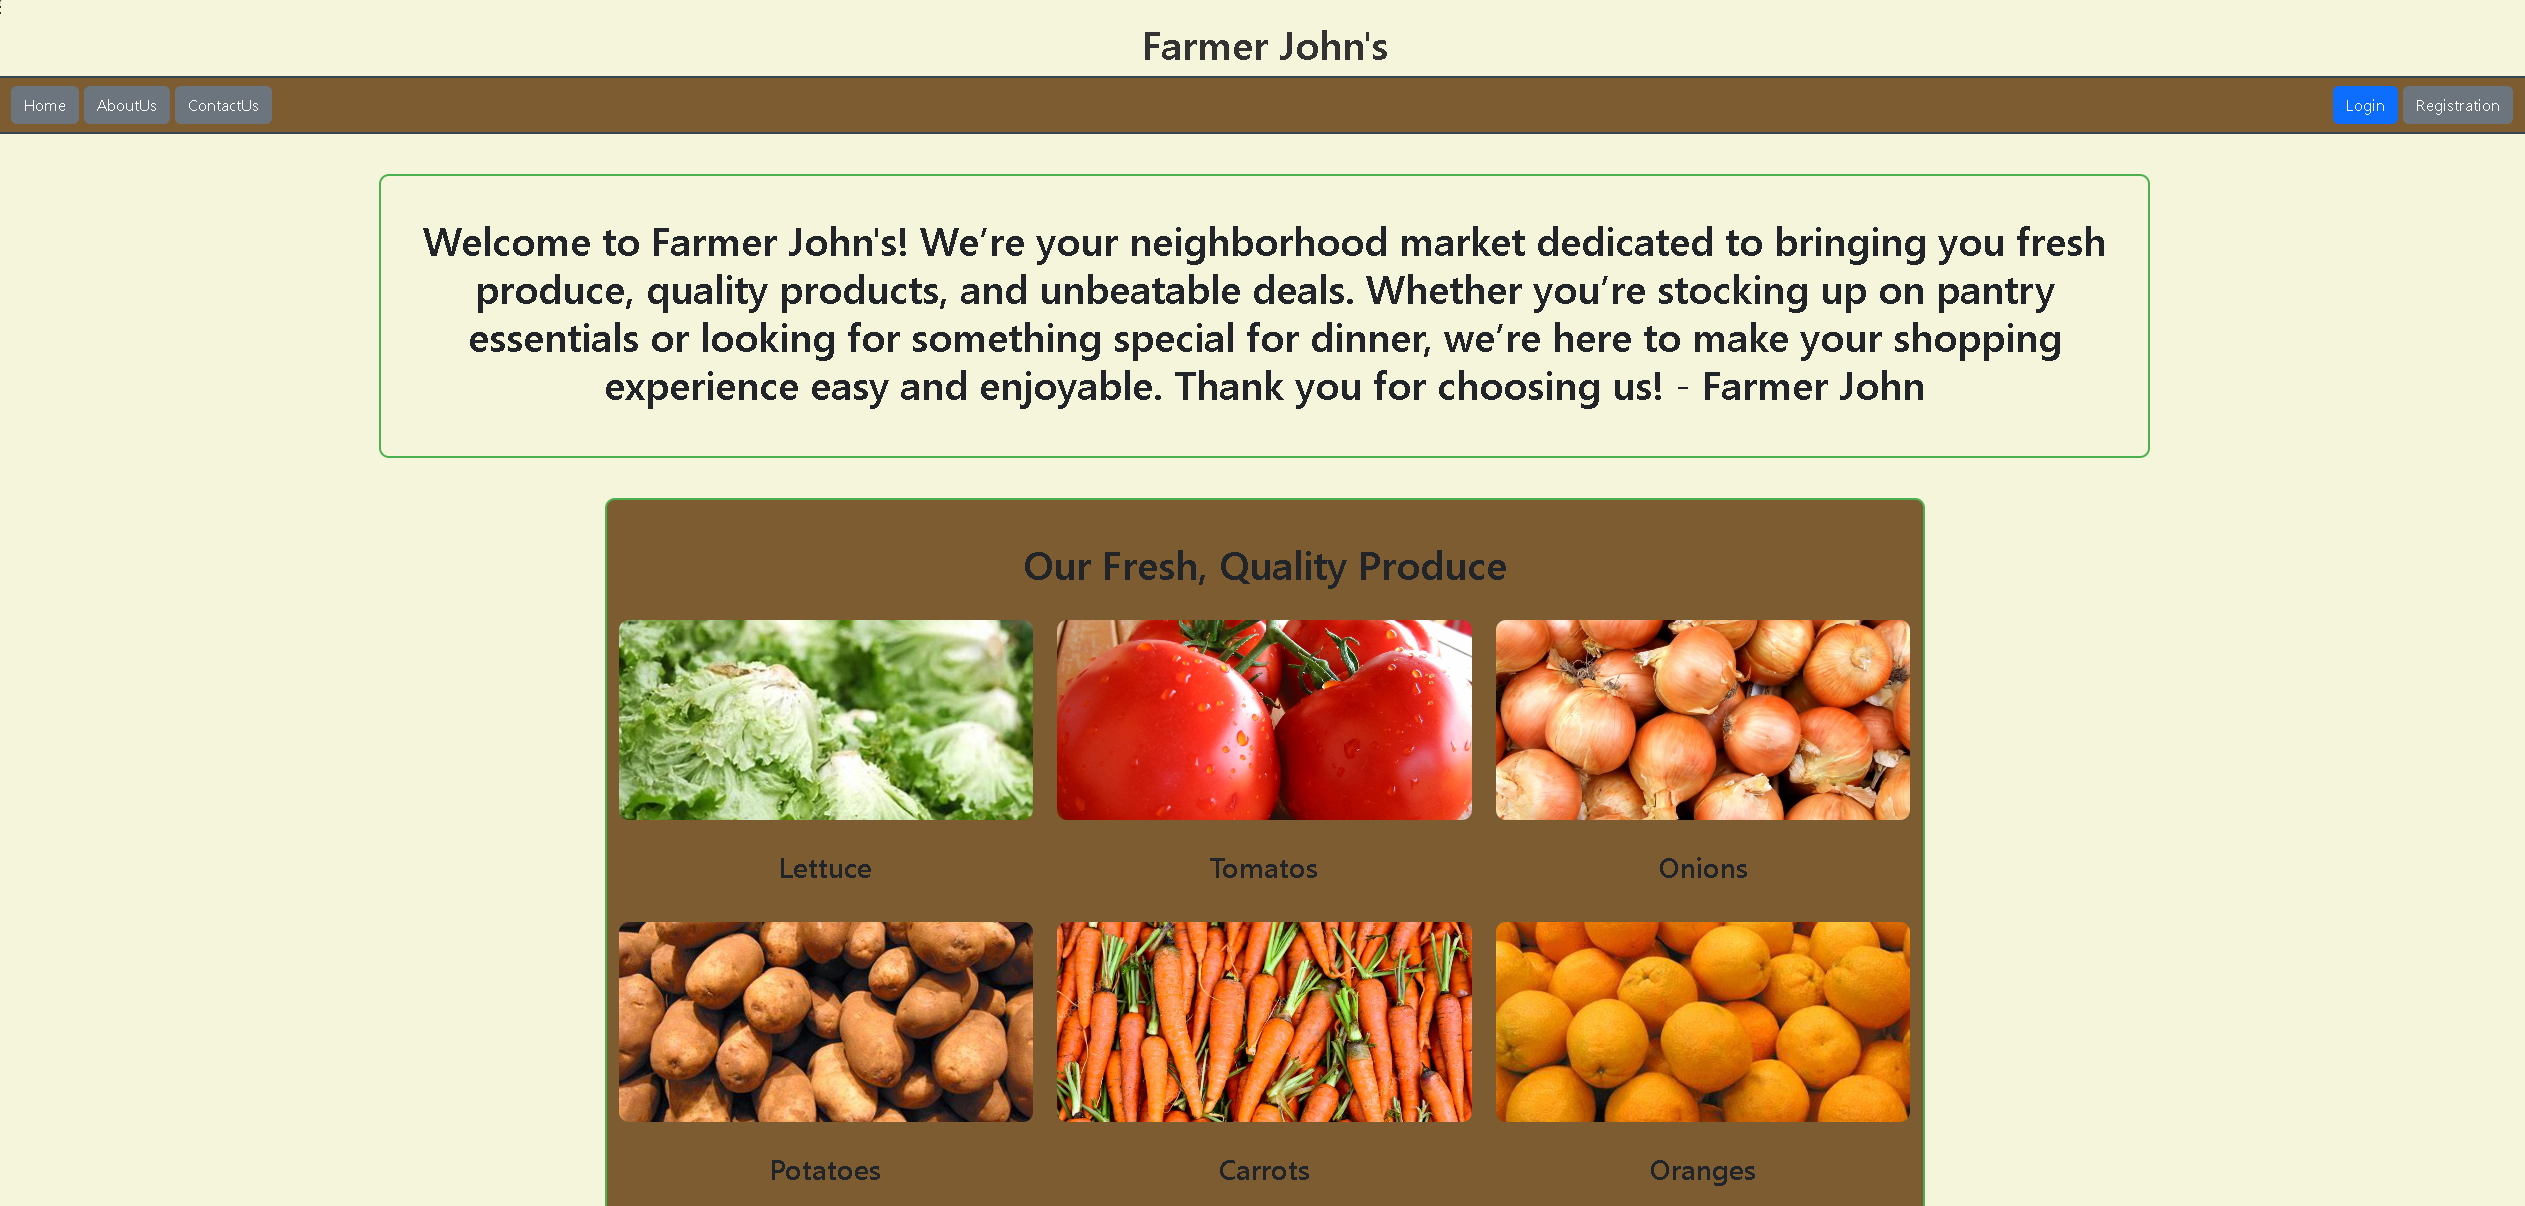 Farmer John's
Home AboutUs ContactUs Login Registration
Welcome to Farmer John's! We’re your neighborhood market dedicated to bringing you fresh
produce, quality products, and unbeatable deals. Whether you’re stocking up on pantry
essentials or looking for something special for dinner, we’re here to make your shopping
experience easy and enjoyable. Thank you for choosing us! - Farmer John
Our Fresh, Quality Produce
Lettuce Tomatos Onions
Potatoes Carrots Oranges